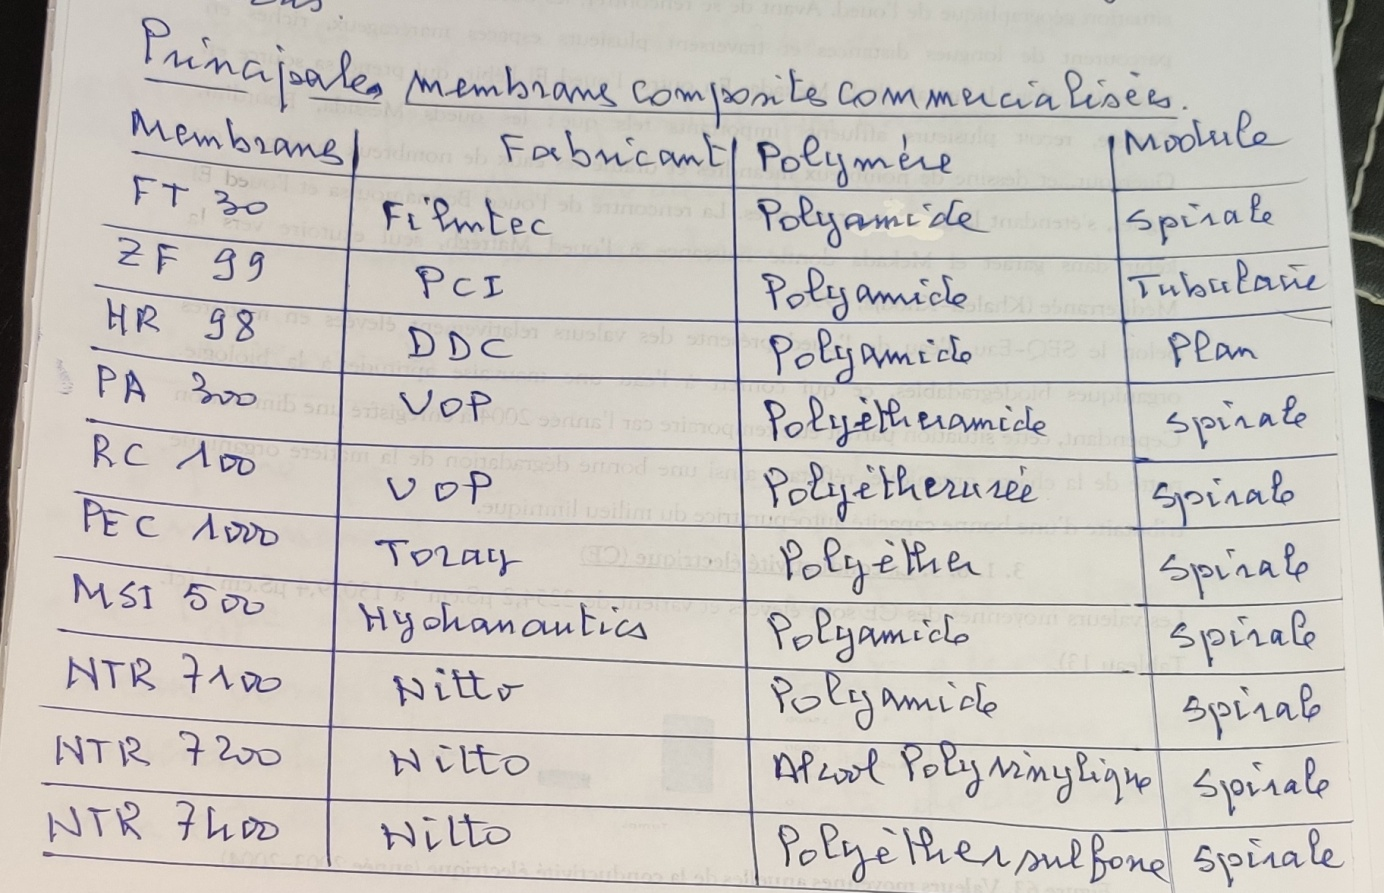 Principales membrans composites commercialisées.
Membrans Fabricant Polymère Module
FT 30 Filmtec Polyamide Spirale
ZF 99 PCI Polyamide Tubulaire
HR 98 DDC Polyamide Plan
PA 300 UOP Polyétheramide Spirale
RC 100 UOP Polyétherurée Spirale
PEC 1000 Toray Polyéther Spirale
MSI 500 Hydranautics Polyamide Spirale
NTR 7100 Nitto Polyamide Spirale
NTR 7200 Nitto Alcool Polyvinylique Spirale
NTR 7400 Nitto Polyéthersulfone Spirale